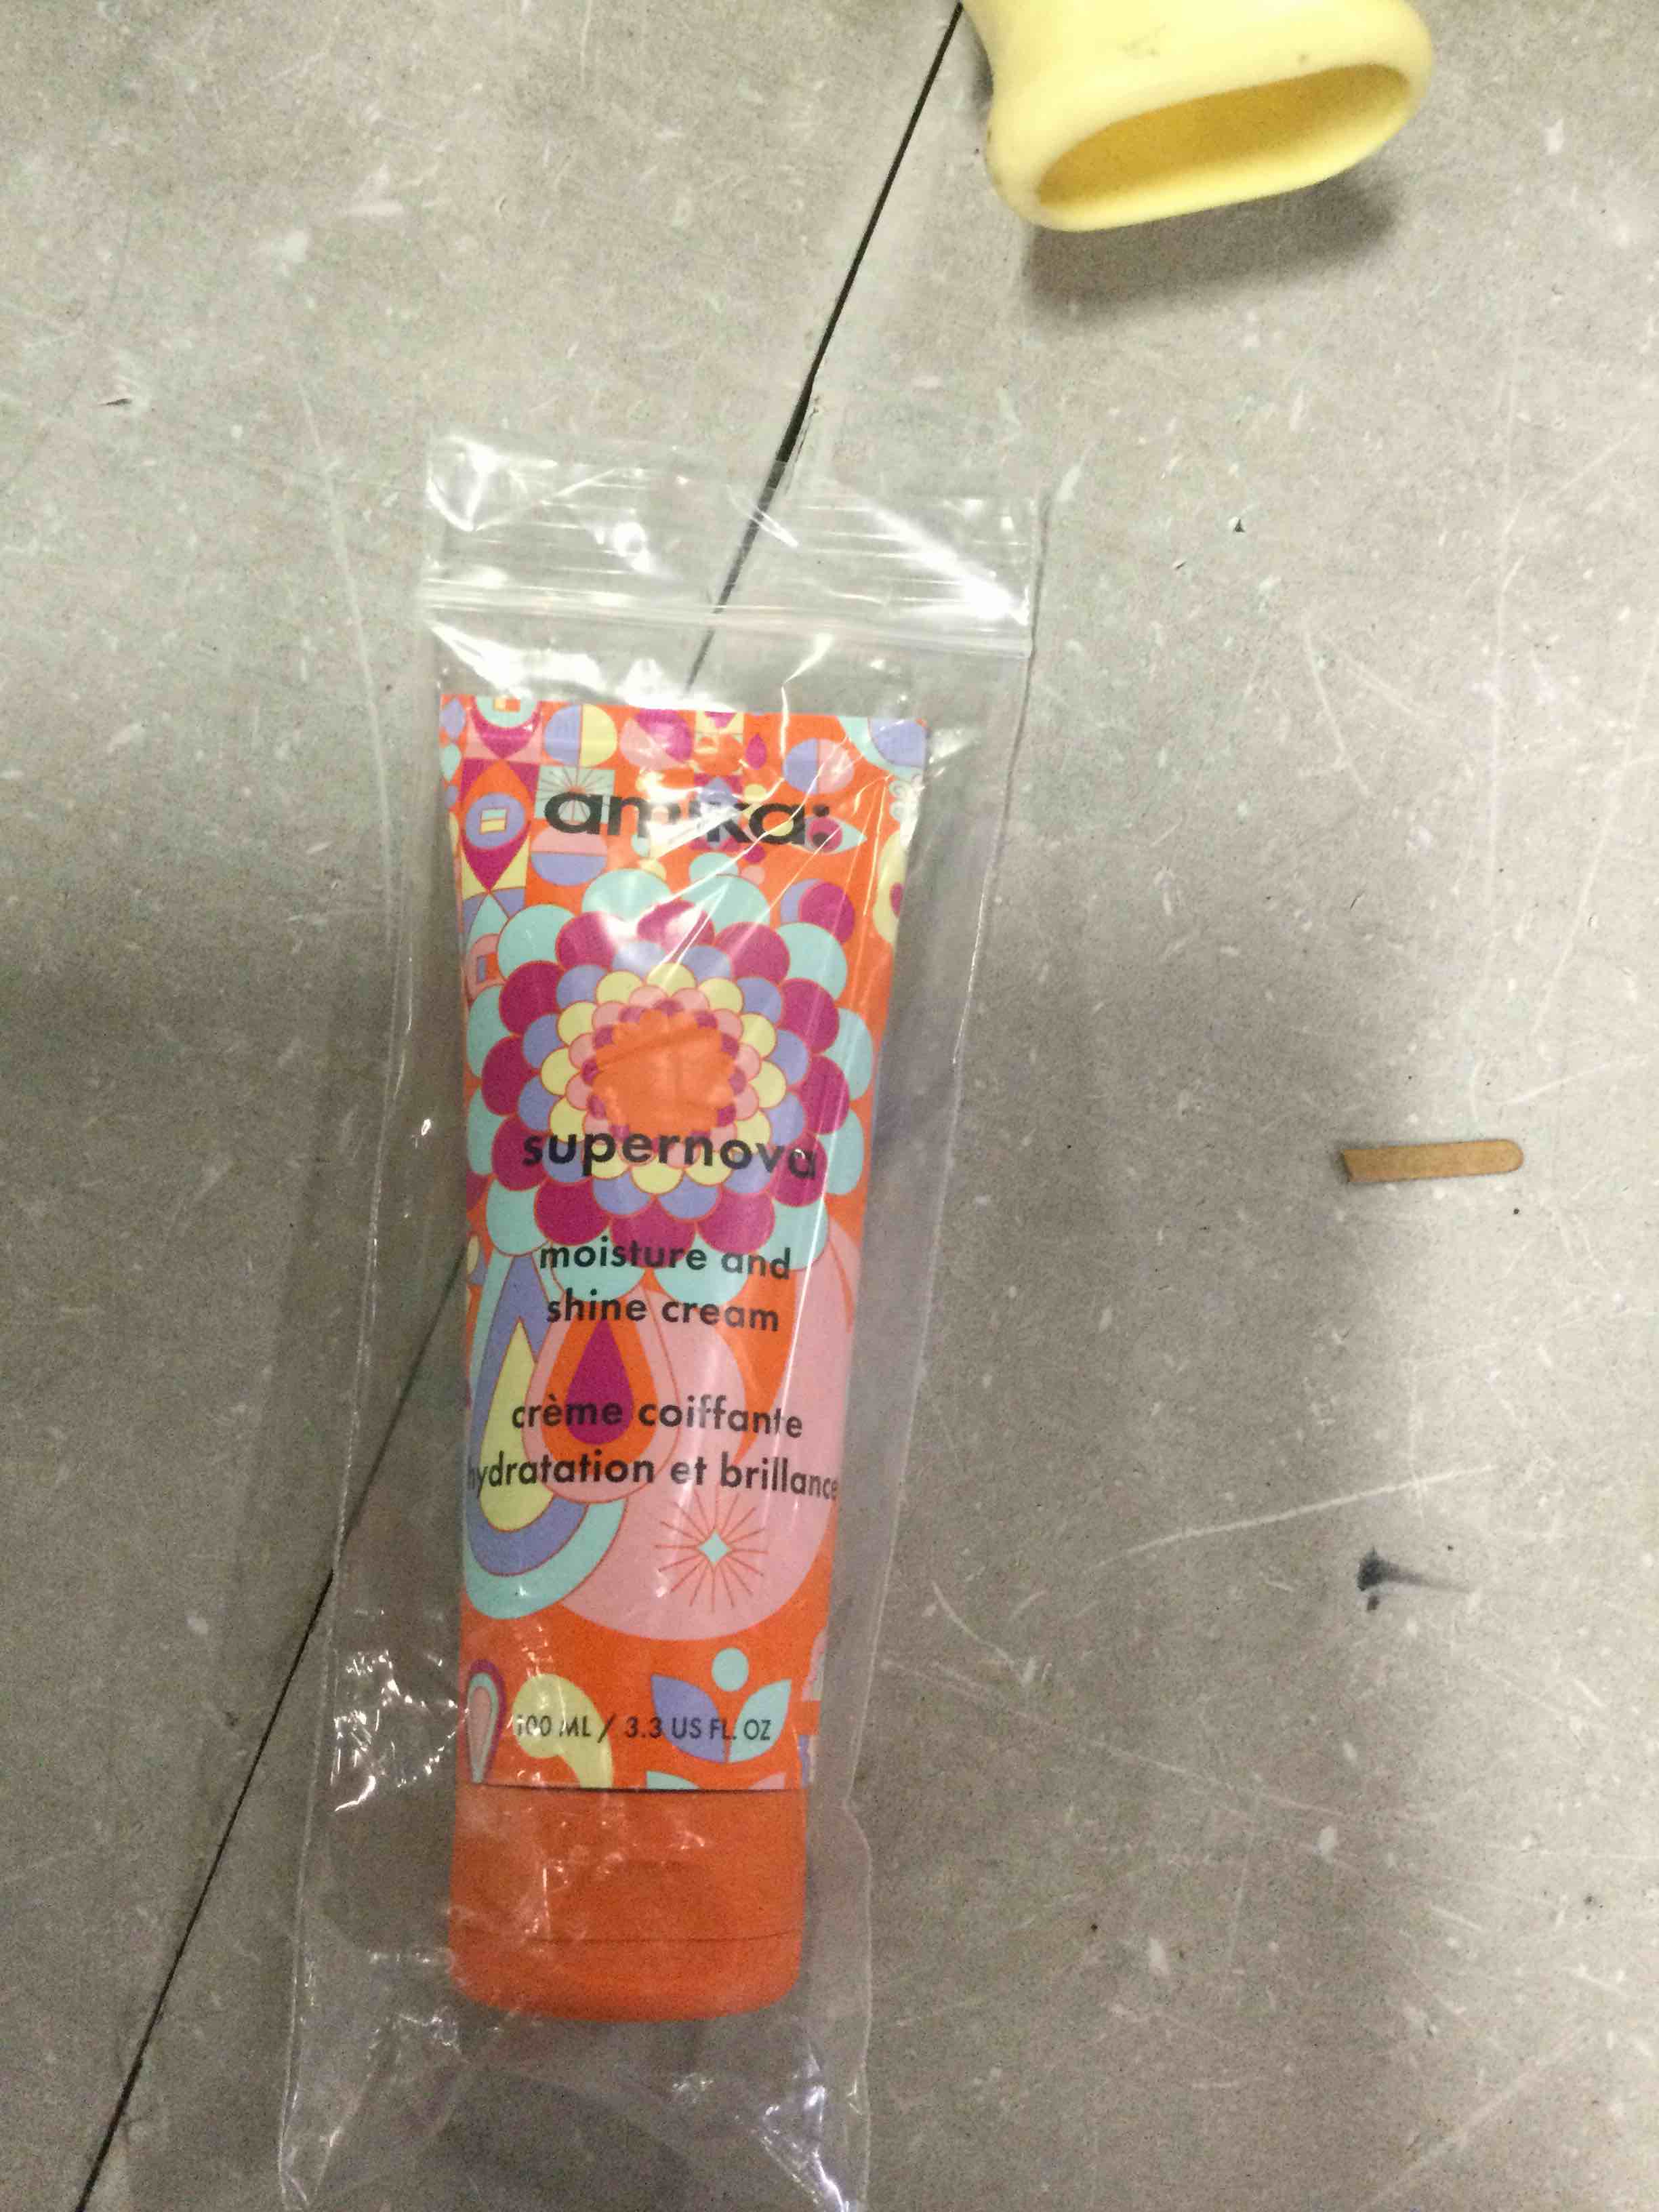 amika:
supernova
moisture and
shine cream
crème coiffante
hydratation et brillance
100 ML / 3.3 US FL. OZ